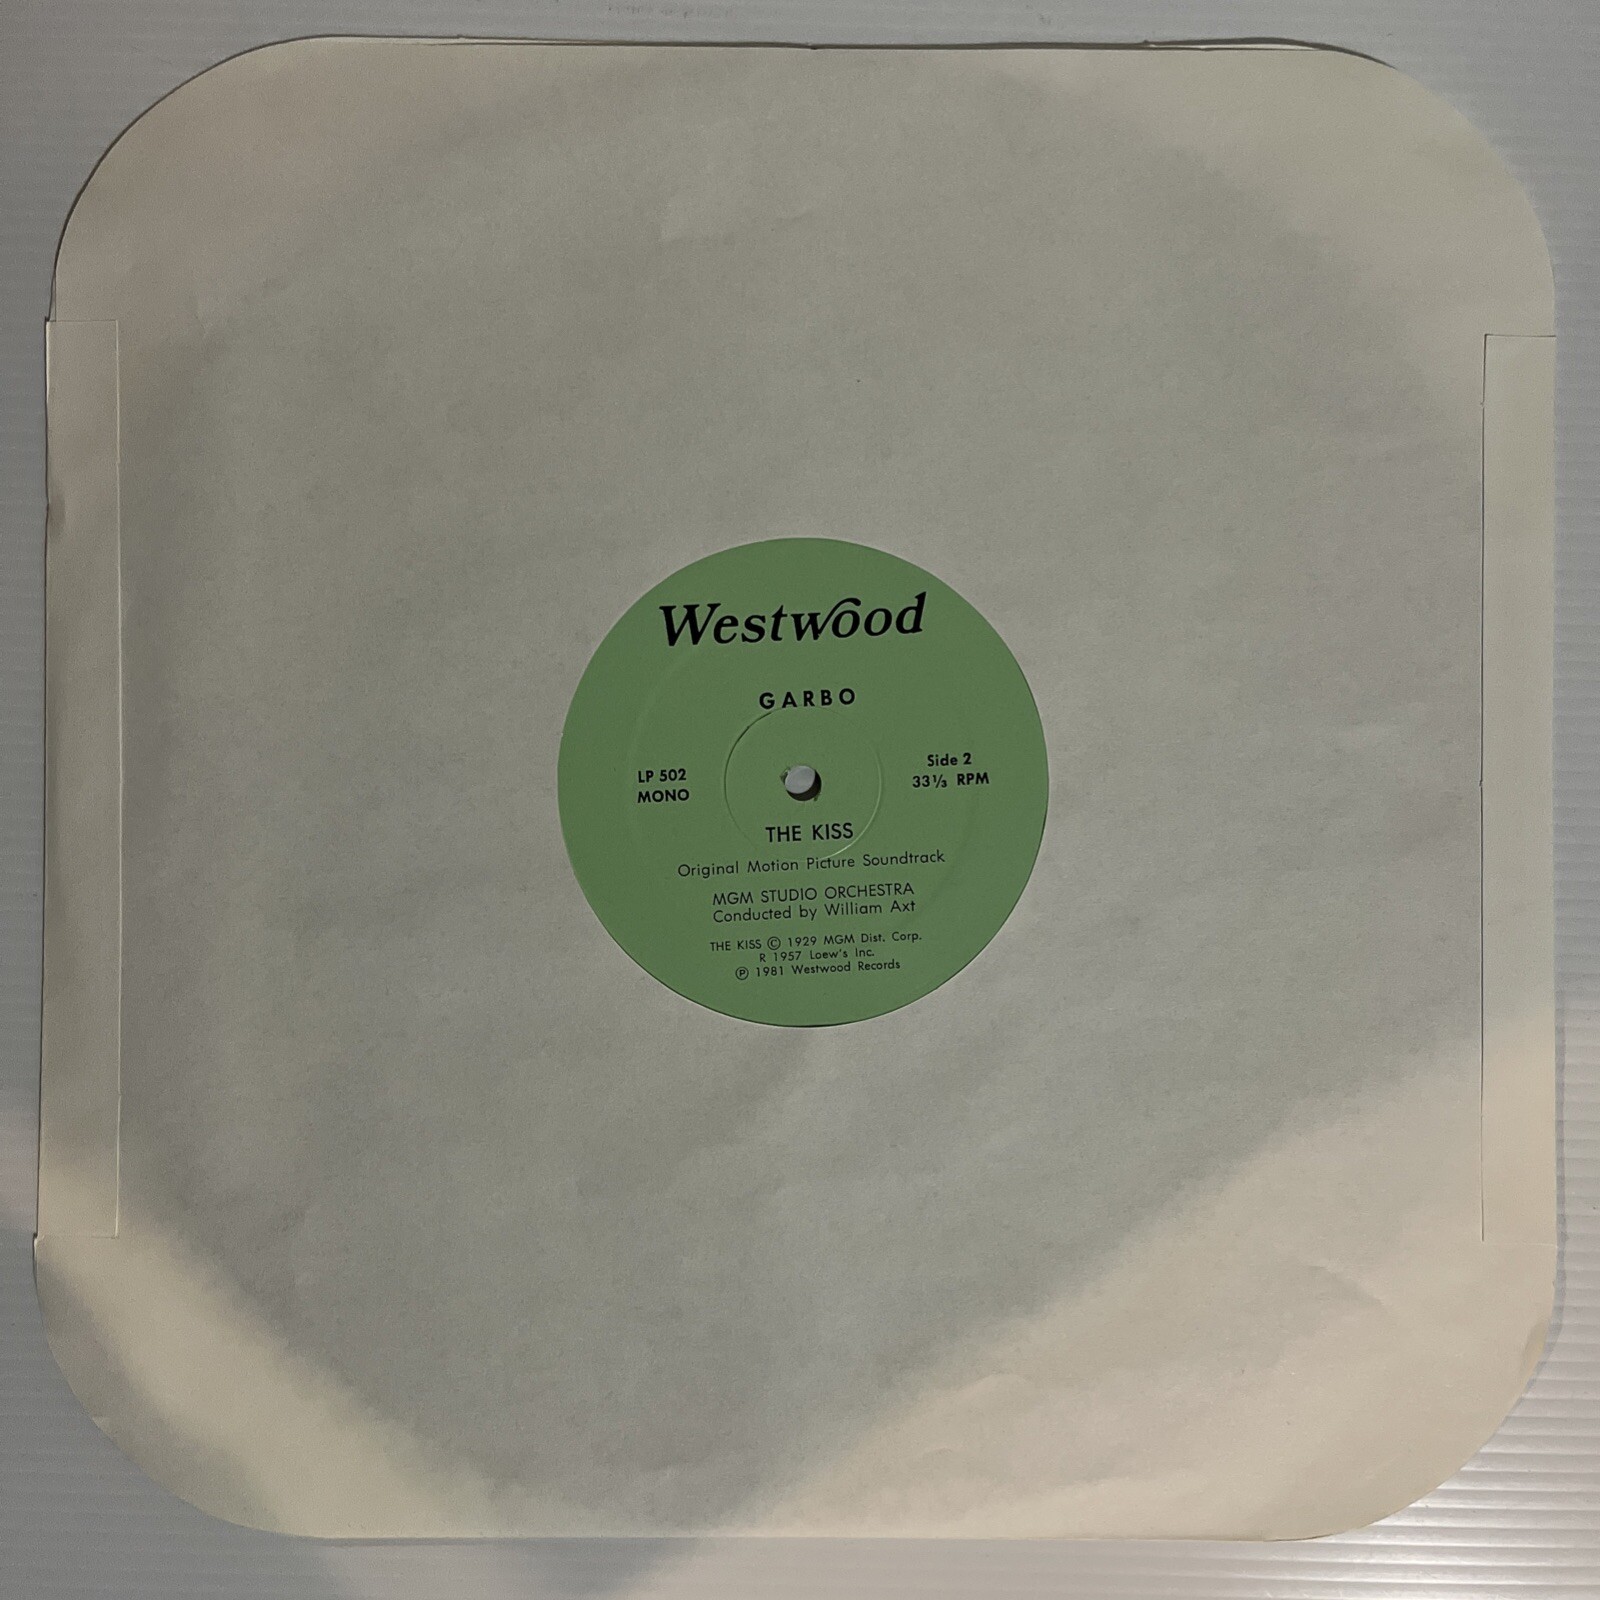 Westwood
GARBO
LP 502
MONO
Side 2
33⅓ RPM
THE KISS
Original Motion Picture Soundtrack
MGM STUDIO ORCHESTRA
Conducted by William Axt
THE KISS © 1929 MGM Dist. Corp.
R 1957 Loew's Inc.
℗ 1981 Westwood Records